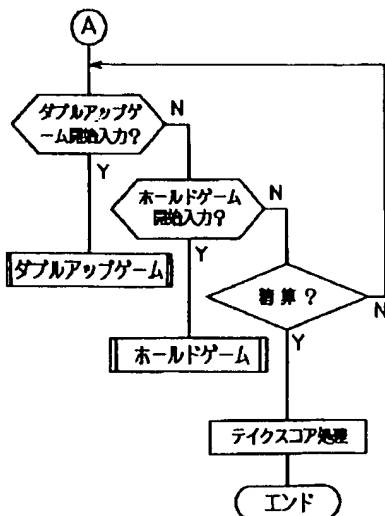 A
ダブルアップゲ
ーム開始入力?
N
Y
ホールドゲーム
開始入力?
N
Y
ダブルアップゲーム
精算?
N
Y
ホールドゲーム
テイクスコア処理
エンド